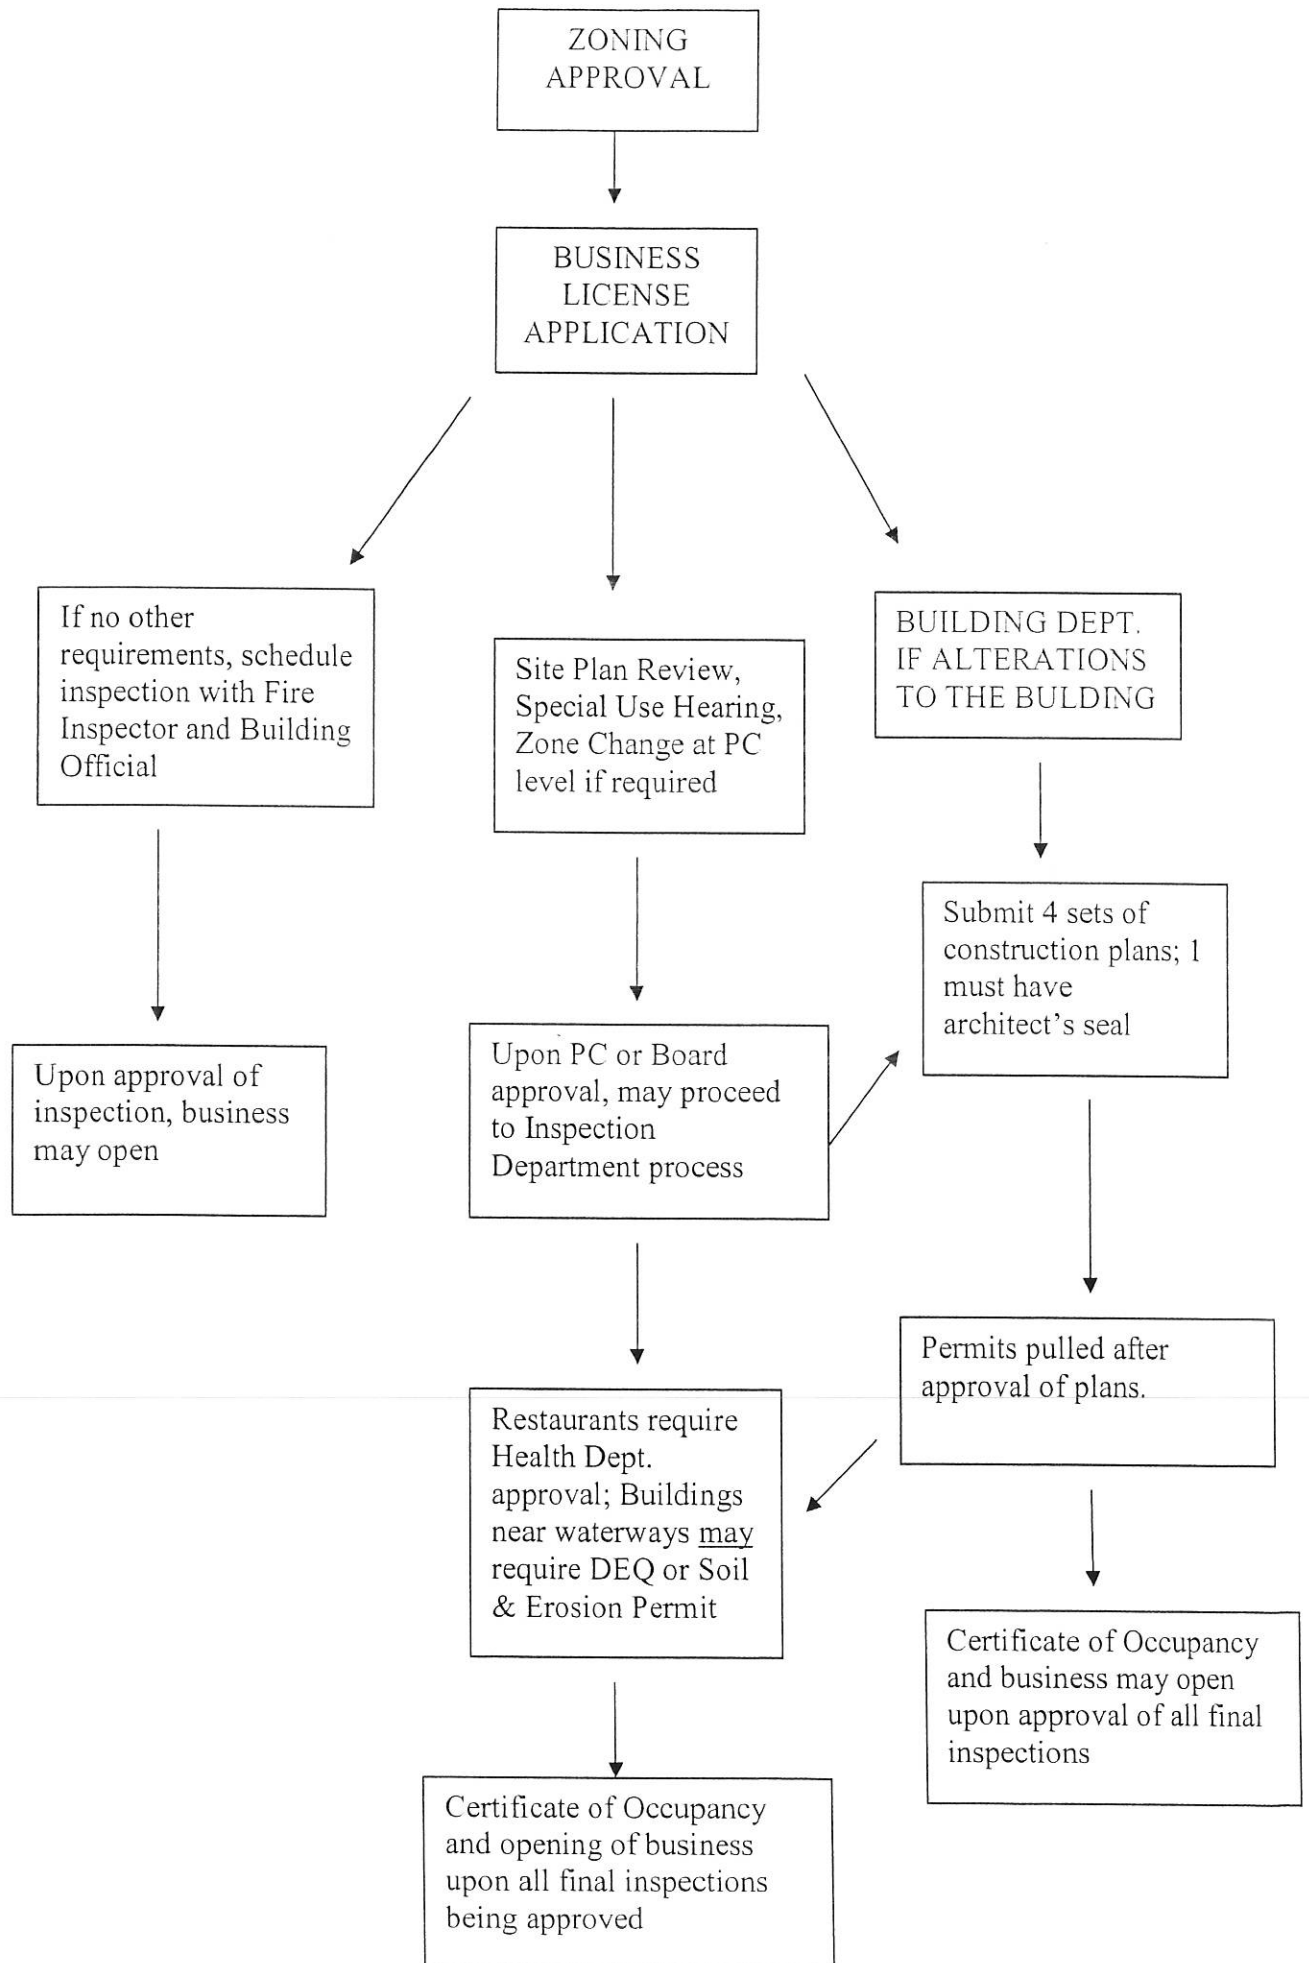 ZONING
APPROVAL
BUSINESS
LICENSE
APPLICATION
If no other
requirements, schedule
inspection with Fire
Inspector and Building
Official
Site Plan Review,
Special Use Hearing,
Zone Change at PC
level if required
BUILDING DEPT.
IF ALTERATIONS
TO THE BULDING
Submit 4 sets of
construction plans; 1
must have
architect's seal
Upon approval of
inspection, business
may open
Upon PC or Board
approval, may proceed
to Inspection
Department process
Permits pulled after
approval of plans.
Restaurants require
Health Dept.
approval; Buildings
near waterways may
require DEQ or Soil
& Erosion Permit
Certificate of Occupancy
and business may open
upon approval of all final
inspections
Certificate of Occupancy
and opening of business
upon all final inspections
being approved